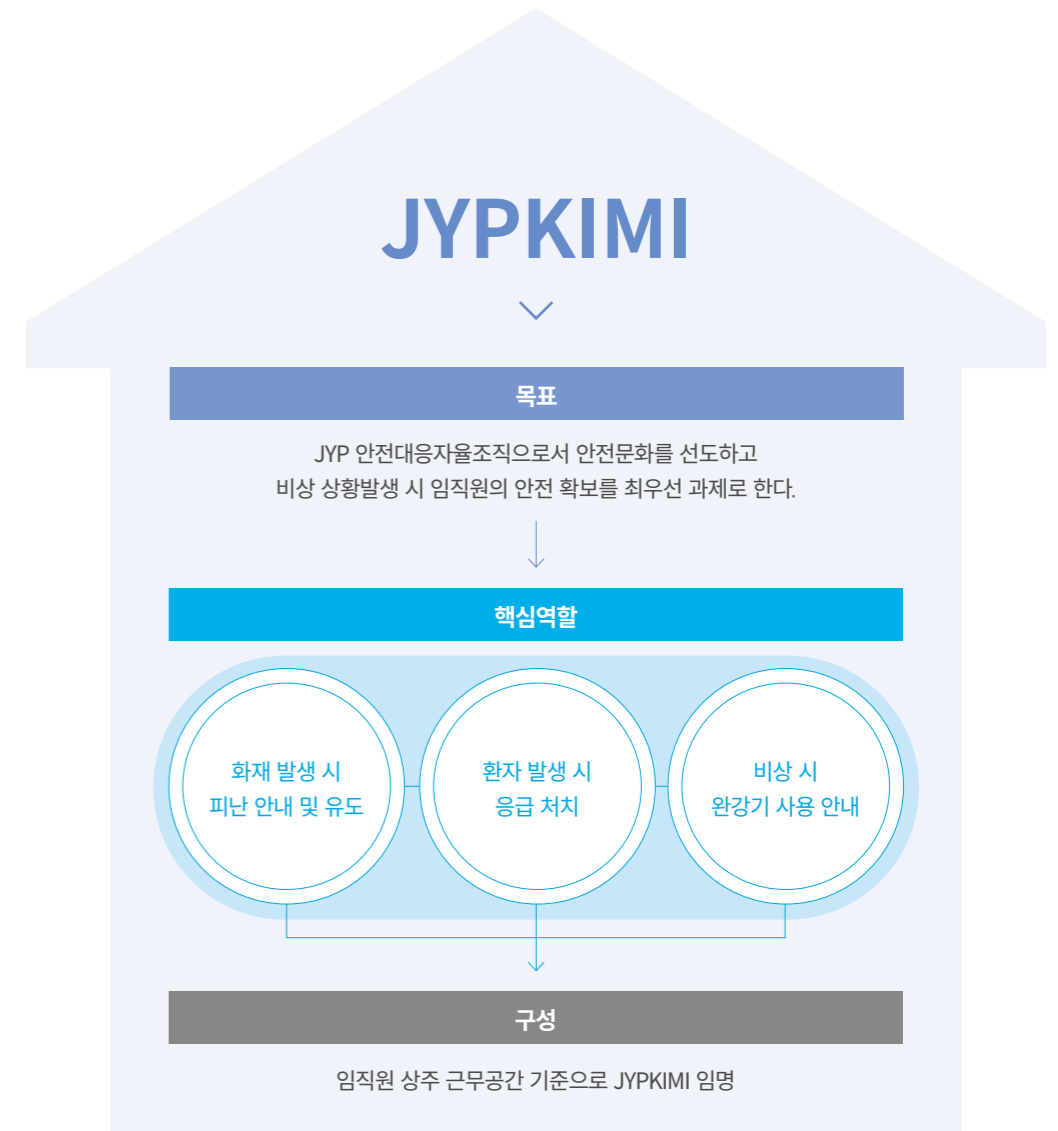 JYPKIMI
목표
JYP 안전대응자율조직으로서 안전문화를 선도하고
비상 상황발생 시 임직원의 안전 확보를 최우선 과제로 한다.
핵심역할
화재 발생 시
피난 안내 및 유도
환자 발생 시
응급 처치
비상 시
완강기 사용 안내
구성
임직원 상주 근무공간 기준으로 JYPKIMI 임명